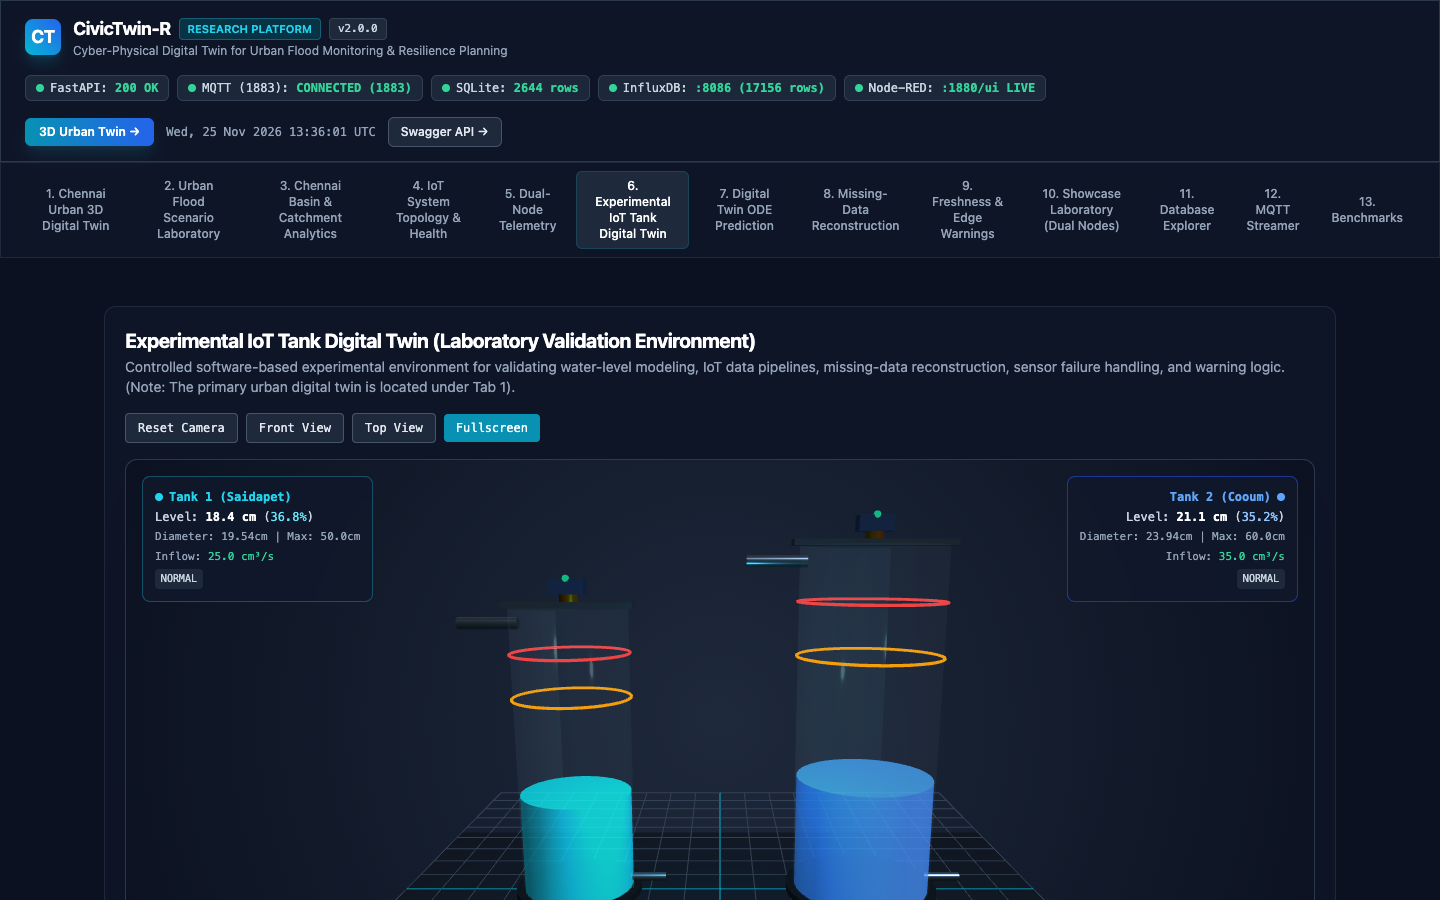 CT
CivicTwin-R
RESEARCH PLATFORM
v2.0.0
Cyber-Physical Digital Twin for Urban Flood Monitoring & Resilience Planning
FastAPI: 200 OK
MQTT (1883): CONNECTED (1883)
SQLite: 2644 rows
InfluxDB: :8086 (17156 rows)
Node-RED: :1880/ui LIVE
3D Urban Twin →
Wed, 25 Nov 2026 13:36:01 UTC
Swagger API →
1. Chennai
Urban 3D
Digital Twin
2. Urban
Flood
Scenario
Laboratory
3. Chennai
Basin &
Catchment
Analytics
4. IoT
System
Topology &
Health
5. Dual-
Node
Telemetry
6.
Experimental
IoT Tank
Digital Twin
7. Digital
Twin ODE
Prediction
8. Missing-
Data
Reconstruction
9.
Freshness &
Edge
Warnings
10. Showcase
Laboratory
(Dual Nodes)
11.
Database
Explorer
12.
MQTT
Streamer
13.
Benchmarks
Experimental IoT Tank Digital Twin (Laboratory Validation Environment)
Controlled software-based experimental environment for validating water-level modeling, IoT data pipelines, missing-data reconstruction, sensor failure handling, and warning logic.
(Note: The primary urban digital twin is located under Tab 1).
Reset Camera
Front View
Top View
Fullscreen
Tank 1 (Saidapet)
Level: 18.4 cm (36.8%)
Diameter: 19.54cm | Max: 50.0cm
Inflow: 25.0 cm³/s
NORMAL
Tank 2 (Cooum)
Level: 21.1 cm (35.2%)
Diameter: 23.94cm | Max: 60.0cm
Inflow: 35.0 cm³/s
NORMAL